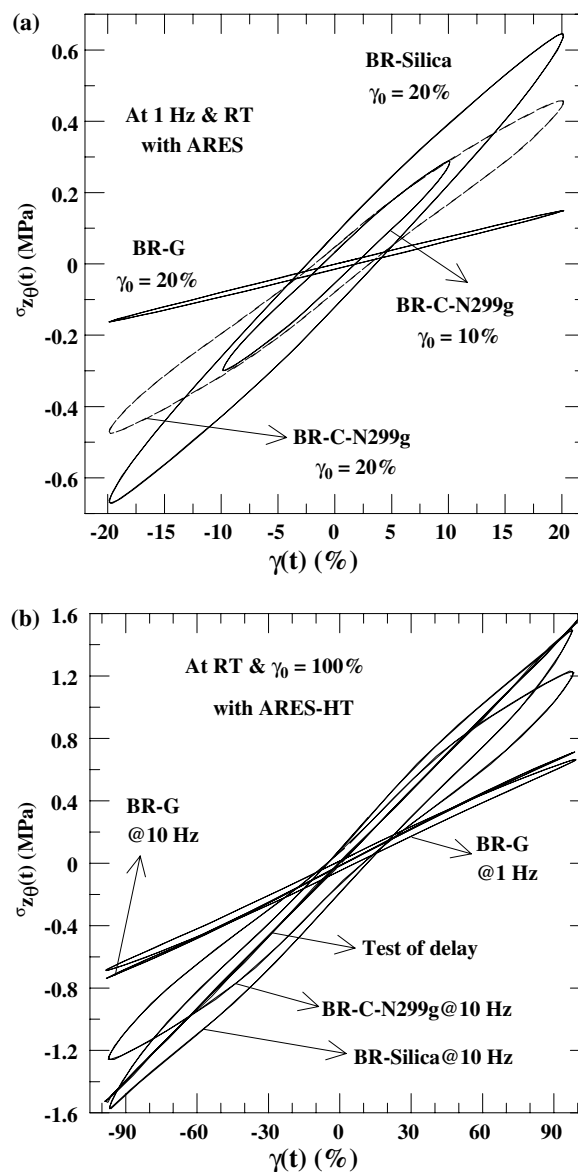 (a)
0.6
0.4
0.2
0
-0.2
-0.4
-0.6
σzθ(t) (MPa)
BR-Silica
γ0 = 20%
At 1 Hz & RT
with ARES
BR-G
γ0 = 20%
BR-C-N299g
γ0 = 10%
BR-C-N299g
γ0 = 20%
-20 -15 -10 -5 0 5 10 15 20
γ(t) (%)
(b)
1.6
1.2
0.8
0.4
0
-0.4
-0.8
-1.2
-1.6
σzθ(t) (MPa)
At RT & γ0 = 100%
with ARES-HT
BR-G
@10 Hz
BR-G
@1 Hz
Test of delay
BR-C-N299g@10 Hz
BR-Silica@10 Hz
-90 -60 -30 0 30 60 90
γ(t) (%)